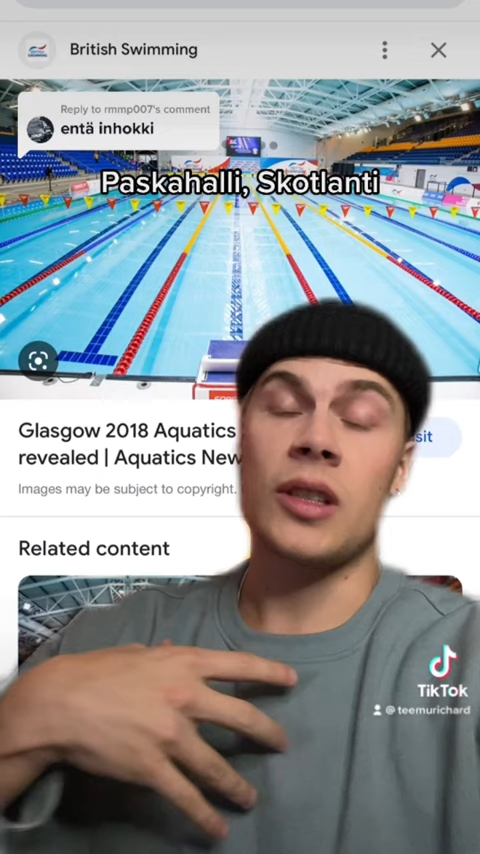 British Swimming
Reply to rmmp007's comment
entä inhokki
Paskahalli, Skotlanti
Glasgow 2018 Aquatics
revealed | Aquatics New
sit
Images may be subject to copyright.
Related content
TikTok
@teemurichard